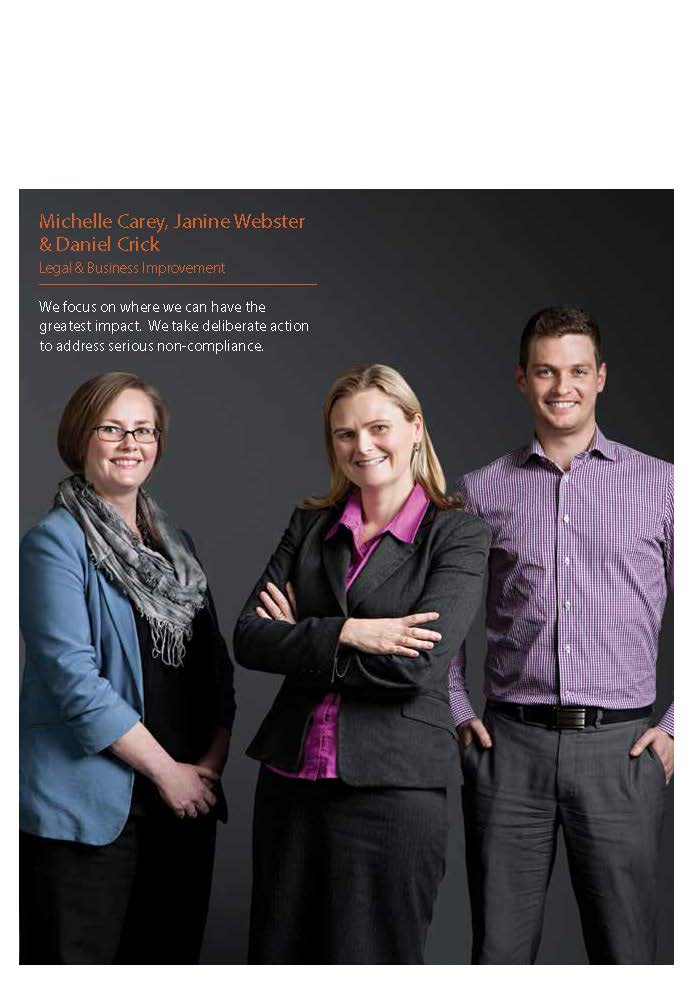 Michelle Carey, Janine Webster
& Daniel Crick
Legal & Business Improvement
We focus on where we can have the
greatest impact.  We take deliberate action
to address serious non-compliance.